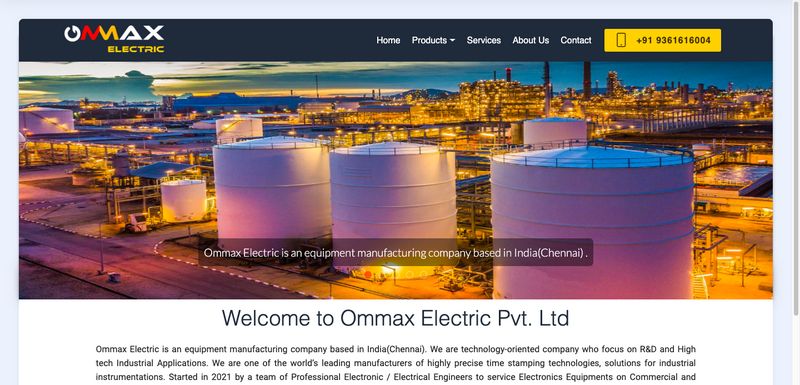 OMMAX
ELECTRIC
Home Products Services About Us Contact +91 9361616004
Ommax Electric is an equipment manufacturing company based in India(Chennai) .
Welcome to Ommax Electric Pvt. Ltd
Ommax Electric is an equipment manufacturing company based in India(Chennai). We are technology-oriented company who focus on R&D and High
tech Industrial Applications. We are one of the world's leading manufacturers of highly precise time stamping technologies, solutions for industrial
instrumentations. Started in 2021 by a team of Professional Electronic / Electrical Engineers to service Electronics Equipments on Commercial and